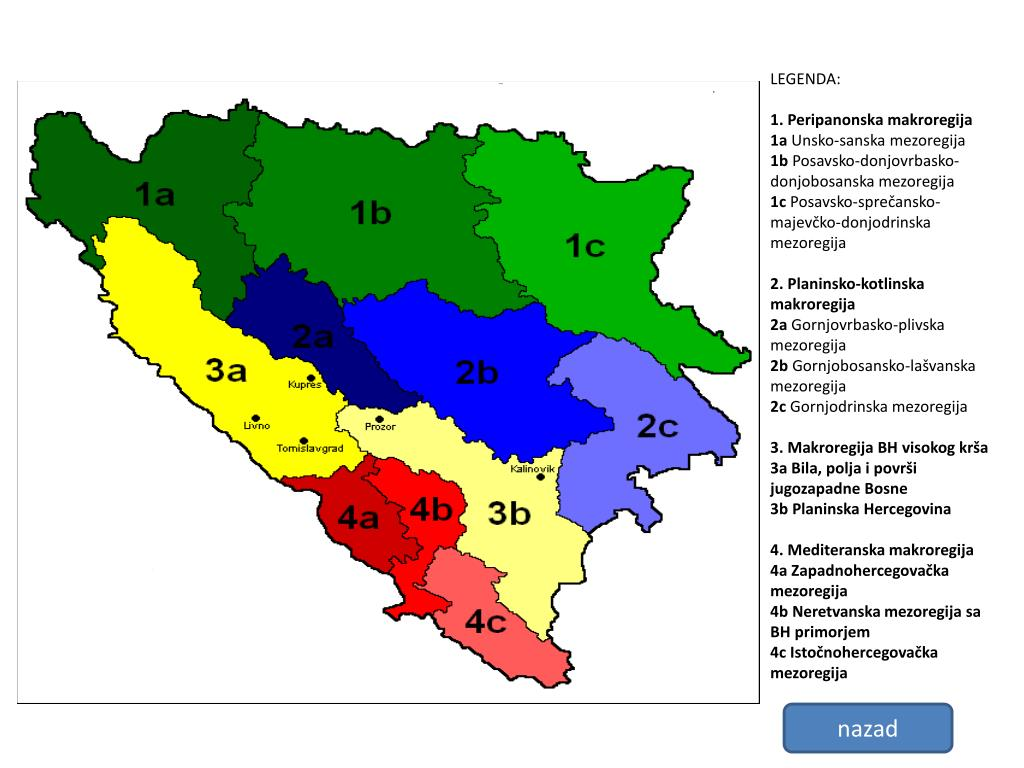 1a
1b
1c
2a
2b
2c
3a
Kupres
Livno
Prozor
Tomislavgrad
Kalinovik
3b
4a
4b
4c
LEGENDA:
1. Peripanonska makroregija
1a Unsko-sanska mezoregija
1b Posavsko-donjovrbasko-
donjobosanska mezoregija
1c Posavsko-sprečansko-
majevčko-donjodrinska
mezoregija
2. Planinsko-kotlinska
makroregija
2a Gornjovrbasko-plivska
mezoregija
2b Gornjobosansko-lašvanska
mezoregija
2c Gornjodrinska mezoregija
3. Makroregija BH visokog krša
3a Bila, polja i površi
jugozapadne Bosne
3b Planinska Hercegovina
4. Mediteranska makroregija
4a Zapadnohercegovačka
mezoregija
4b Neretvanska mezoregija sa
BH primorjem
4c Istočnohercegovačka
mezoregija
nazad